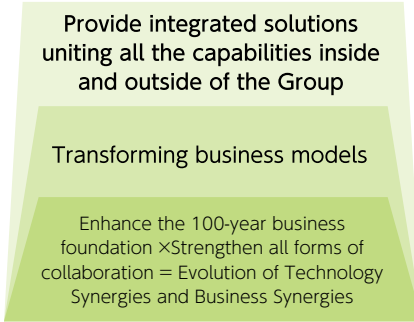 Provide integrated solutions
uniting all the capabilities inside
and outside of the Group
Transforming business models
Enhance the 100-year business
foundation ×Strengthen all forms of
collaboration = Evolution of Technology
Synergies and Business Synergies